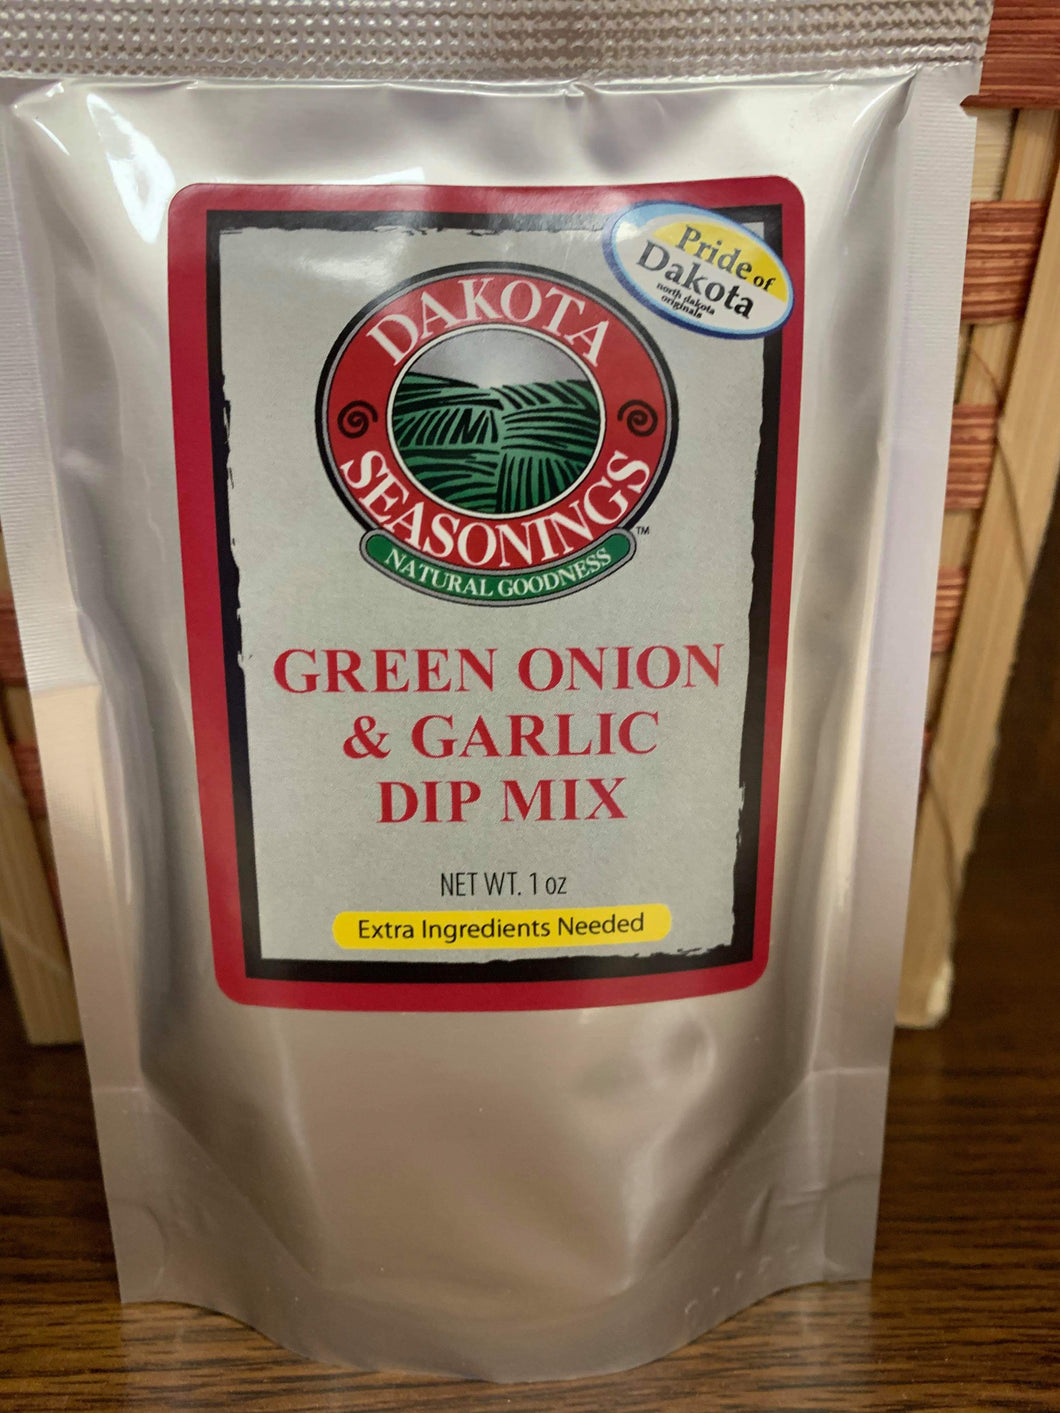 Pride of
Dakota
north dakota
originals
DAKOTA
SEASONINGS
TM
NATURAL GOODNESS
GREEN ONION
& GARLIC
DIP MIX
NET WT. 1 oz
Extra Ingredients Needed